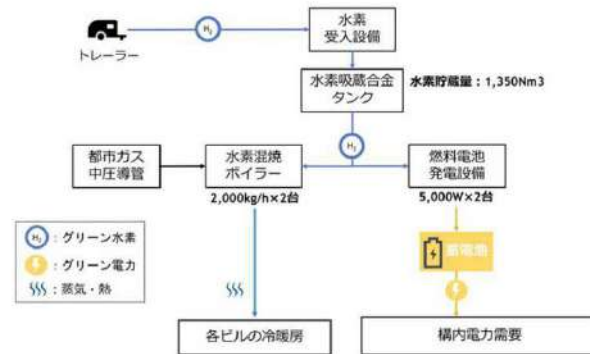 H₂
水素
受入設備
トレーラー
水素吸蔵合金
タンク
水素貯蔵量：1,350Nm3
H₂
都市ガス
中圧導管
水素混焼
ボイラー
燃料電池
発電設備
2,000kg/h×2台
5,000W×2台
H₂：グリーン水素
：グリーン電力
：蒸気・熱
蓄電池
各ビルの冷暖房
構内電力需要